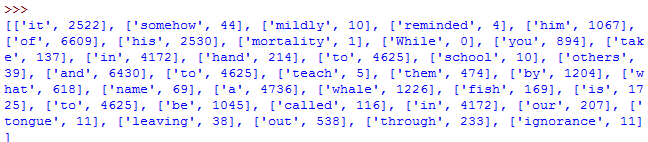 >>>
[['it', 2522], ['somehow', 44], ['mildly', 10], ['reminded', 4], ['him', 1067],
['of', 6609], ['his', 2530], ['mortality', 1], ['While', 0], ['you', 894], ['tak
e', 137], ['in', 4172], ['hand', 214], ['to', 4625], ['school', 10], ['others',
39], ['and', 6430], ['to', 4625], ['teach', 5], ['them', 474], ['by', 1204], ['w
hat', 618], ['name', 69], ['a', 4736], ['whale', 1226], ['fish', 169], ['is', 17
25], ['to', 4625], ['be', 1045], ['called', 116], ['in', 4172], ['our', 207], ['
tongue', 11], ['leaving', 38], ['out', 538], ['through', 233], ['ignorance', 11]
]